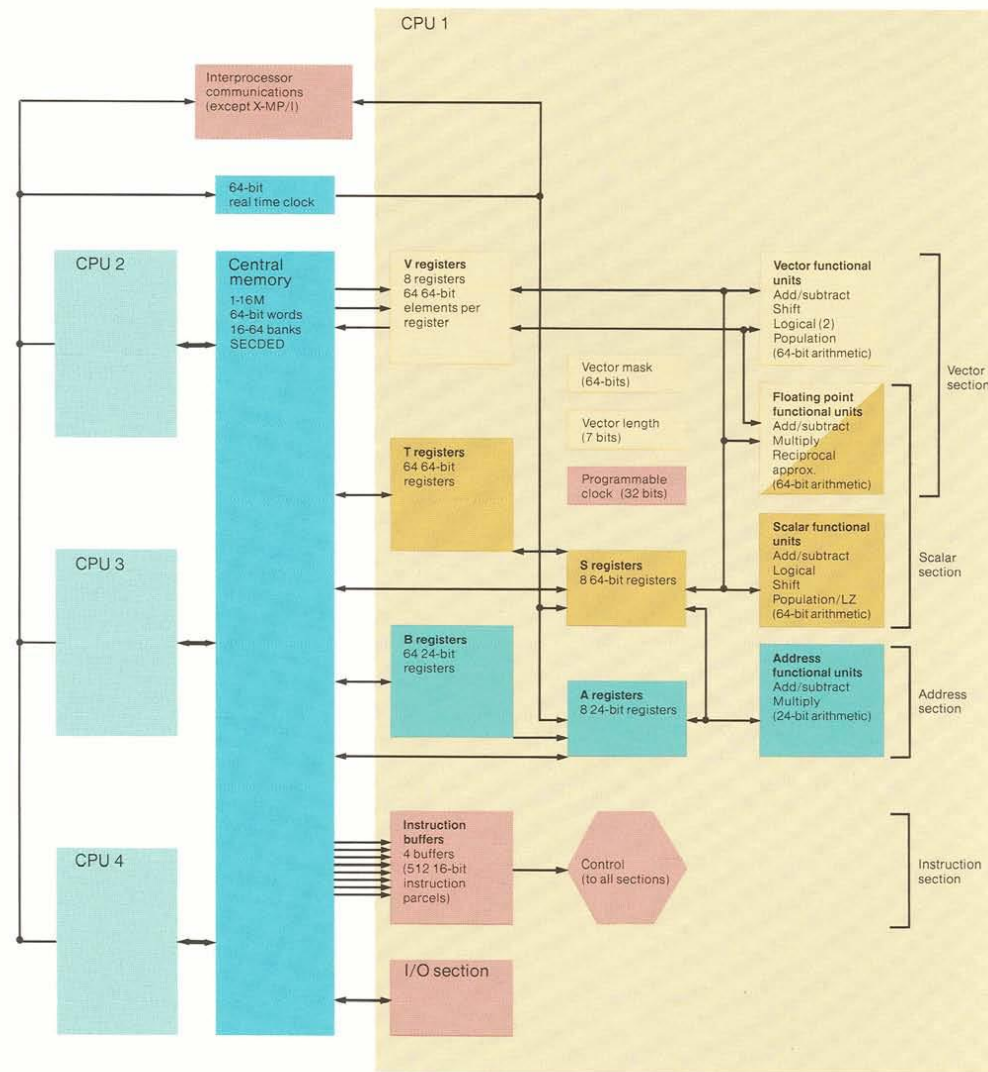 CPU 1
Interprocessor
communications
(except X-MP/I)
64-bit
real time clock
CPU 2
Central
memory
1-16M
64-bit words
16-64 banks
SECDED
V registers
8 registers
64 64-bit
elements per
register
Vector functional
units
Add/subtract
Shift
Logical (2)
Population
(64-bit arithmetic)
Vector
section
Vector mask
(64-bits)
Vector length
(7 bits)
Programmable
clock (32 bits)
Floating point
functional units
Add/subtract
Multiply
Reciprocal
approx.
(64-bit arithmetic)
T registers
64 64-bit
registers
CPU 3
S registers
8 64-bit registers
Scalar functional
units
Add/subtract
Logical
Shift
Population/LZ
(64-bit arithmetic)
Scalar
section
B registers
64 24-bit
registers
A registers
8 24-bit registers
Address
functional units
Add/subtract
Multiply
(24-bit arithmetic)
Address
section
CPU 4
Instruction
buffers
4 buffers
(512 16-bit
instruction
parcels)
Control
(to all sections)
Instruction
section
I/O section